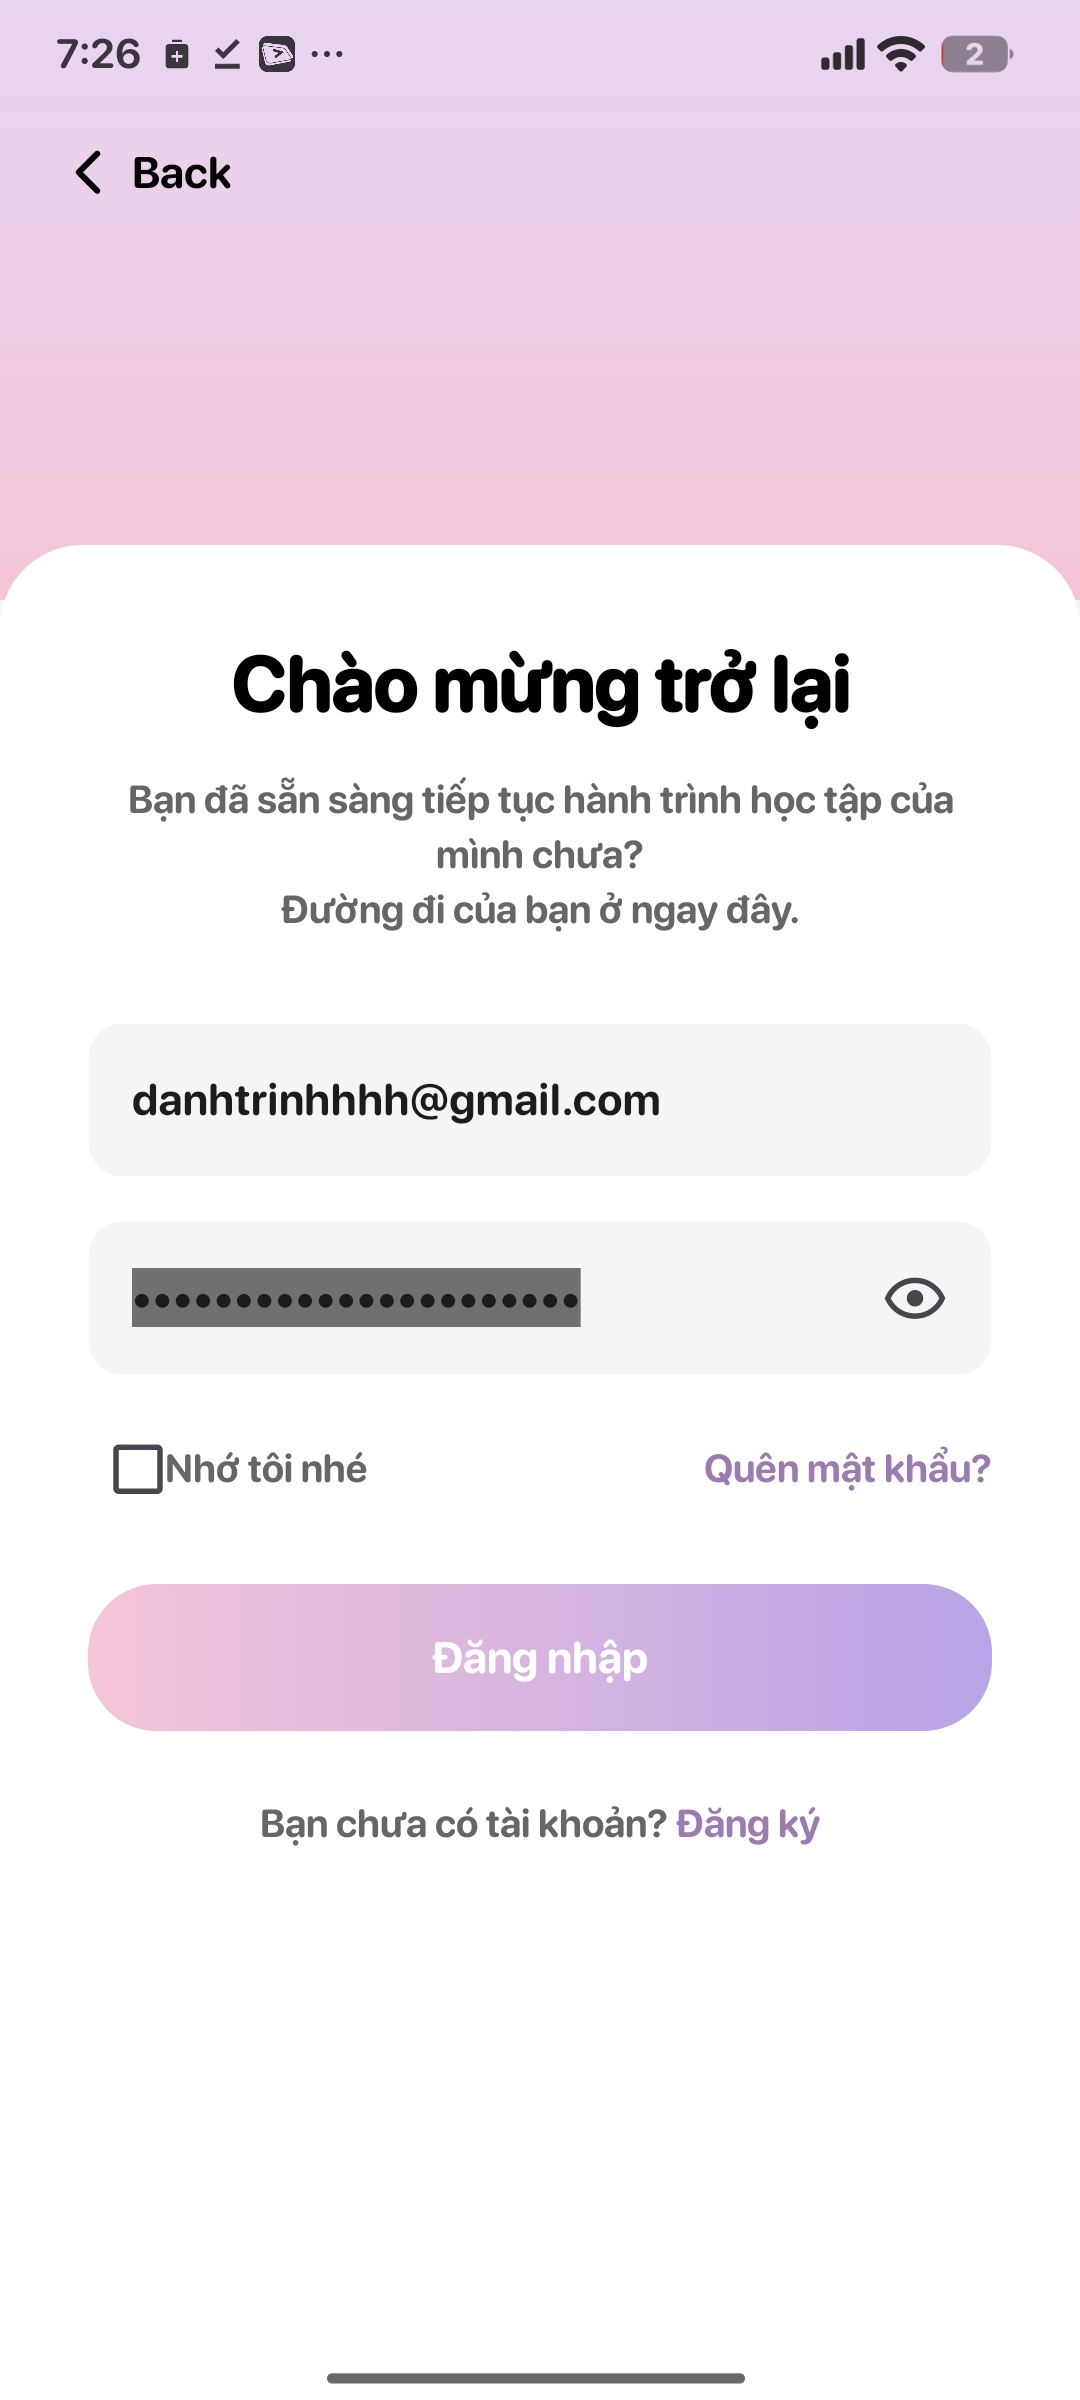 7:26
2
Back
Chào mừng trở lại
Bạn đã sẵn sàng tiếp tục hành trình học tập của
mình chưa?
Đường đi của bạn ở ngay đây.
danhtrinhhhh@gmail.com
Nhớ tôi nhé
Quên mật khẩu?
Đăng nhập
Bạn chưa có tài khoản? Đăng ký